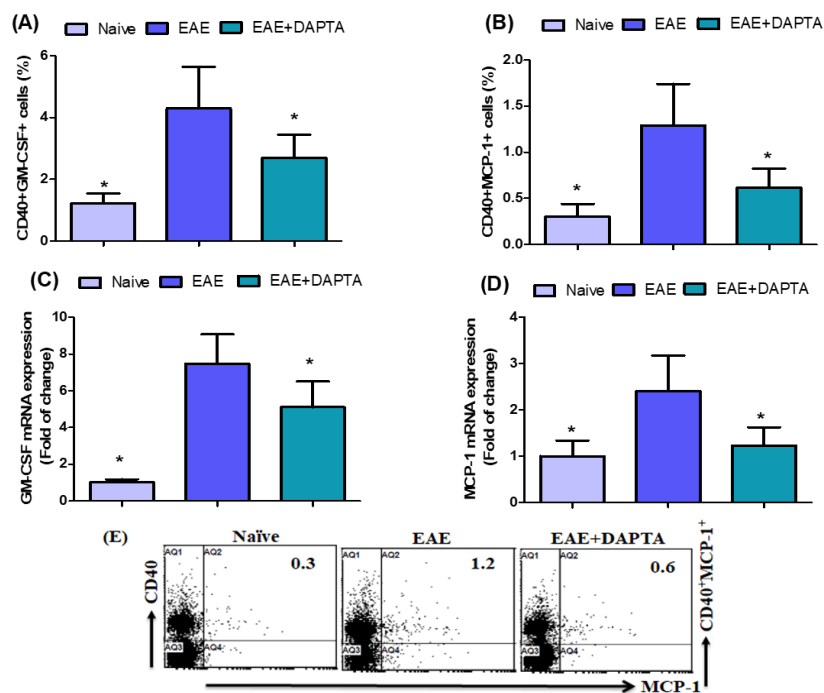 (A)
Naive EAE EAE+DAPTA
CD40+GM-CSF+ cells (%)
6
4
2
0
*
*
(B)
Naive EAE EAE+DAPTA
CD40+MCP-1+ cells (%)
2.0
1.5
1.0
0.5
0.0
*
*
(C)
Naive EAE EAE+DAPTA
GM-CSF mRNA expression
(Fold of change)
10
8
6
4
2
0
*
*
(D)
Naive EAE EAE+DAPTA
MCP-1 mRNA expression
(Fold of change)
4
3
2
1
0
*
*
(E)
Naïve EAE EAE+DAPTA
AQ1 AQ2 0.3 AQ1 AQ2 1.2 AQ1 AQ2 0.6
AQ3 AQ4 AQ3 AQ4 AQ3 AQ4
CD40
CD40⁺MCP-1⁺
MCP-1